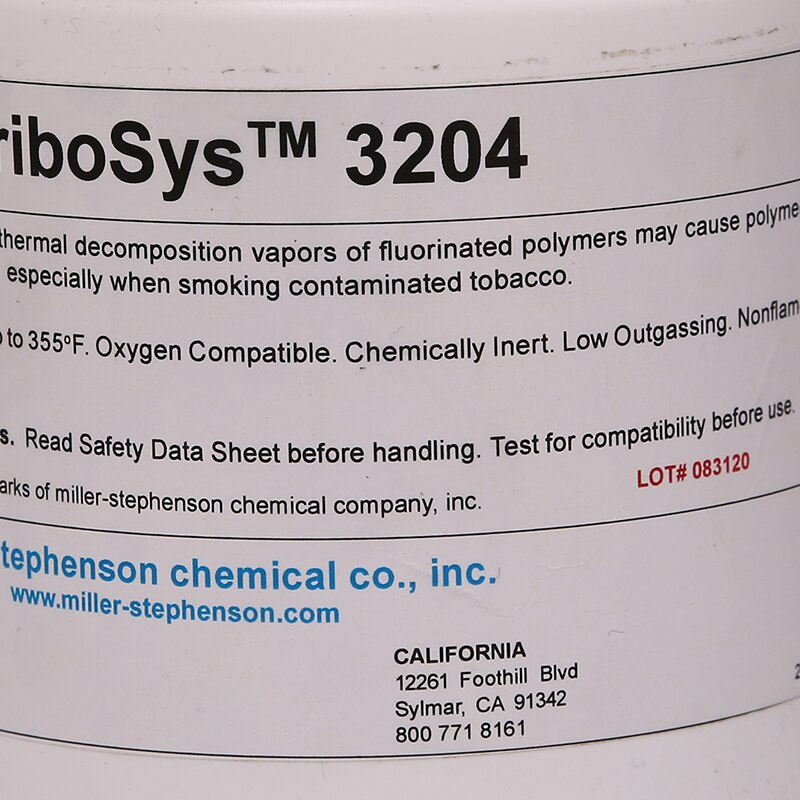 riboSys™ 3204
thermal decomposition vapors of fluorinated polymers may cause polyme
especially when smoking contaminated tobacco.
to 355ºF. Oxygen Compatible. Chemically Inert. Low Outgassing. Nonflam
s. Read Safety Data Sheet before handling. Test for compatibility before use.
arks of miller-stephenson chemical company, inc.
LOT# 083120
tephenson chemical co., inc.
www.miller-stephenson.com
CALIFORNIA
12261 Foothill Blvd
Sylmar, CA 91342
800 771 8161